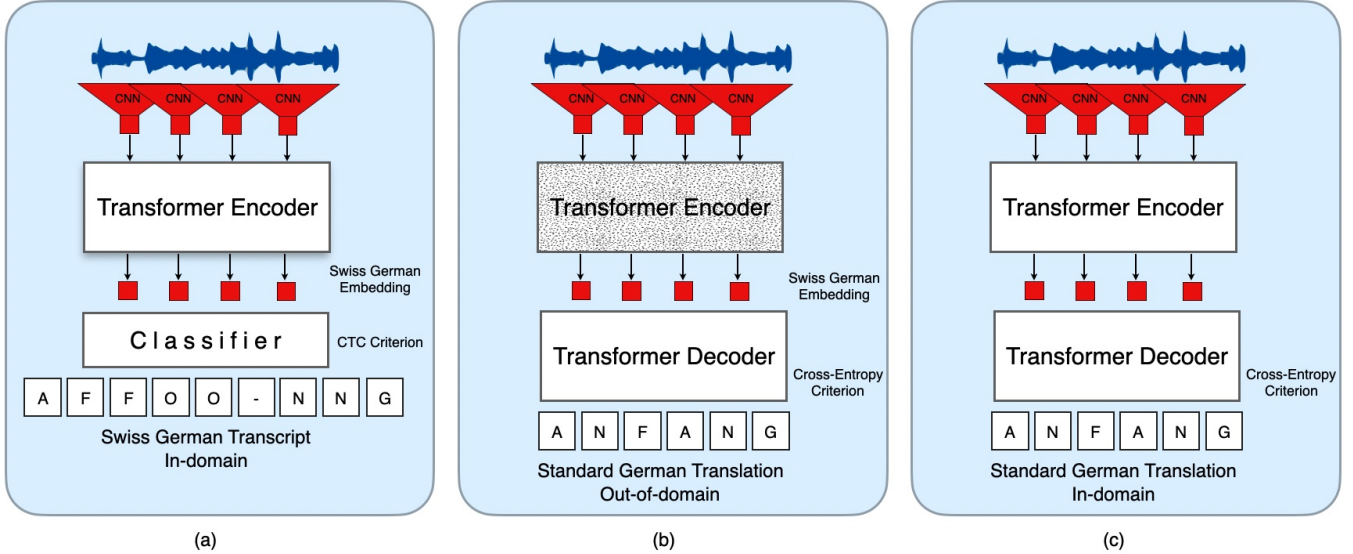 CNN CNN CNN CNN
Transformer Encoder
Swiss German
Embedding
Classifier
CTC Criterion
A F F O O - N N G
Swiss German Transcript
In-domain
(a)
CNN CNN CNN CNN
Transformer Encoder
Swiss German
Embedding
Transformer Decoder
Cross-Entropy
Criterion
A N F A N G
Standard German Translation
Out-of-domain
(b)
CNN CNN CNN CNN
Transformer Encoder
Transformer Decoder
Cross-Entropy
Criterion
A N F A N G
Standard German Translation
In-domain
(c)